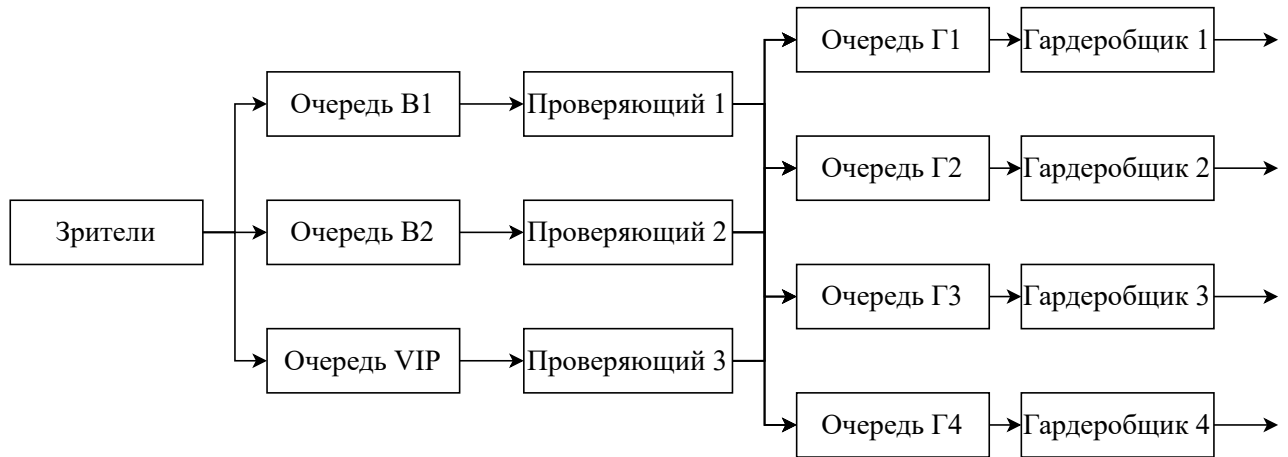 Зрители
Очередь В1
Очередь В2
Очередь VIP
Проверяющий 1
Проверяющий 2
Проверяющий 3
Очередь Г1
Очередь Г2
Очередь Г3
Очередь Г4
Гардеробщик 1
Гардеробщик 2
Гардеробщик 3
Гардеробщик 4